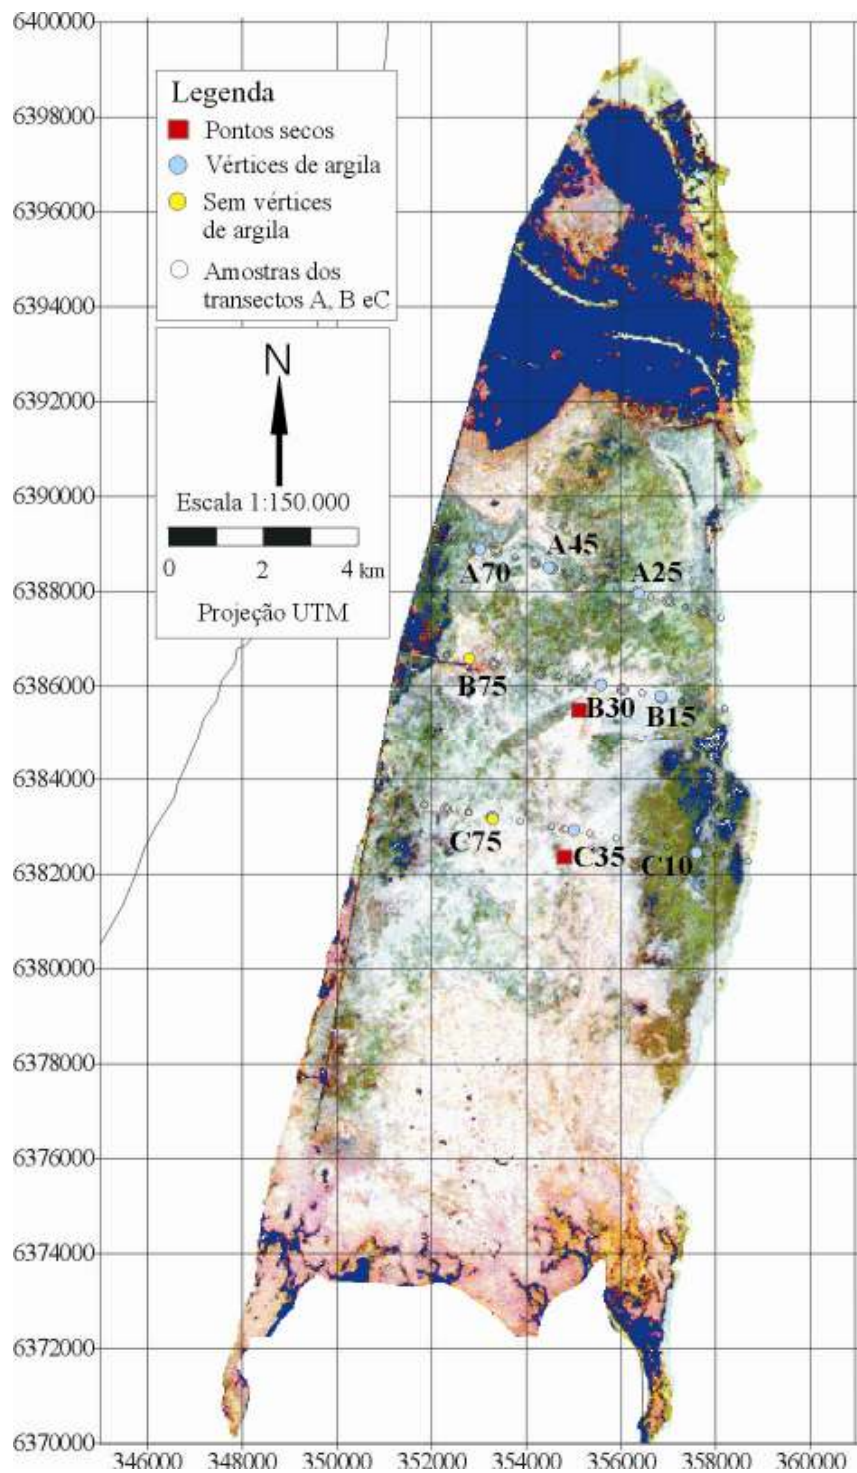 6400000
6398000
6396000
6394000
6392000
6390000
6388000
6386000
6384000
6382000
6380000
6378000
6376000
6374000
6372000
6370000
Legenda
Pontos secos
Vértices de argila
Sem vértices
de argila
Amostras dos
transectos A, B eC
N
Escala 1:150.000
0 2 4 km
Projeção UTM
A70 A45 A25
B75 B30 B15
C75 C35 C10
346000 348000 350000 352000 354000 356000 358000 360000